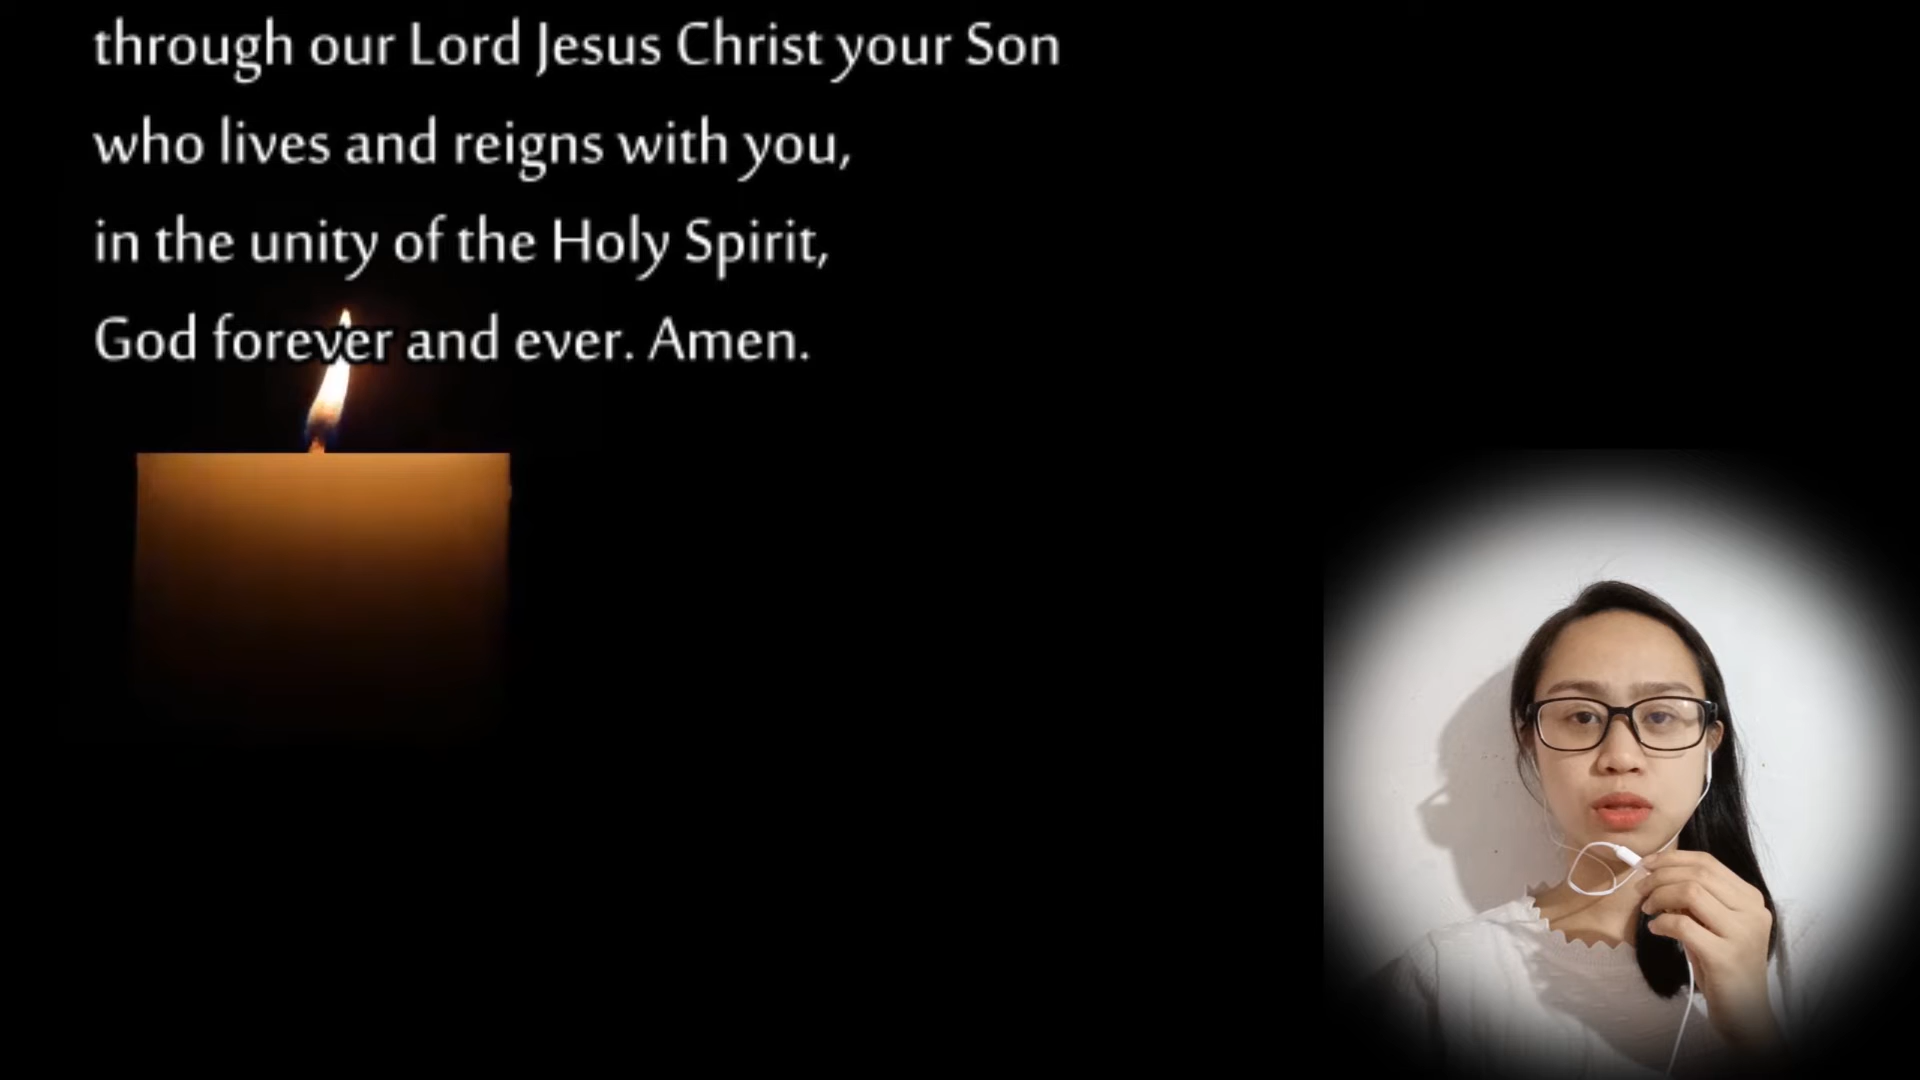 through our Lord Jesus Christ your Son
who lives and reigns with you,
in the unity of the Holy Spirit,
God forever and ever. Amen.